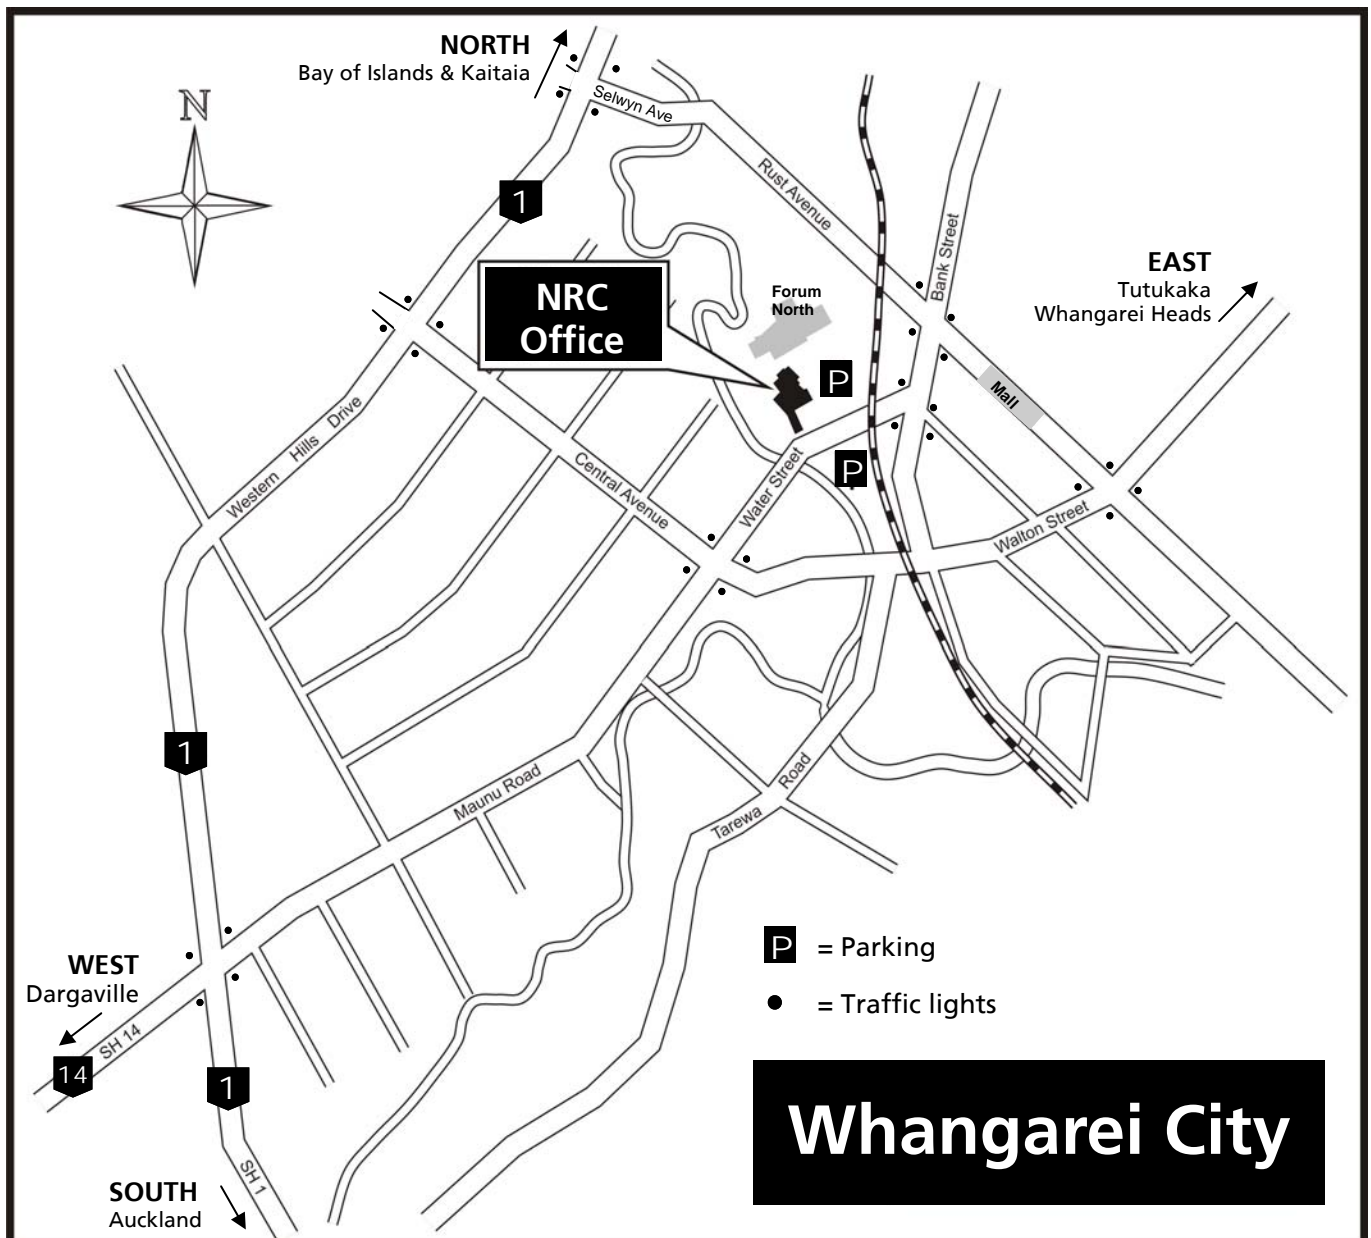 NORTH
Bay of Islands & Kaitaia
N
Selwyn Ave
Rust Avenue
1
Bank Street
EAST
Tutukaka
Whangarei Heads
NRC
Office
Forum
North
P
Mall
Western Hills Drive
Central Avenue
Water Street
P
Walton Street
1
Maunu Road
Tarewa Road
P = Parking
= Traffic lights
WEST
Dargaville
SH 14
14
1
Whangarei City
SH 1
SOUTH
Auckland